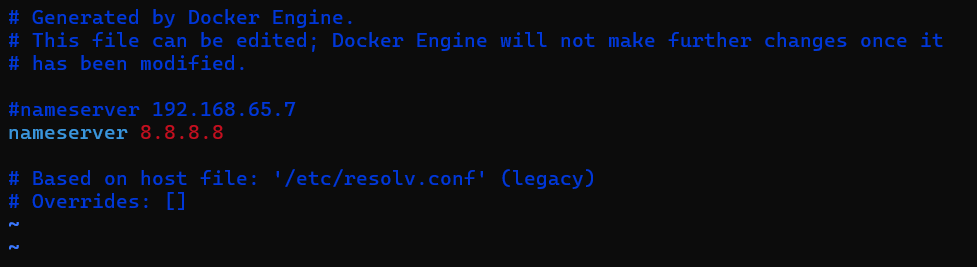 # Generated by Docker Engine.
# This file can be edited; Docker Engine will not make further changes once it
# has been modified.
#nameserver 192.168.65.7
nameserver 8.8.8.8
# Based on host file: '/etc/resolv.conf' (legacy)
# Overrides: []
~
~